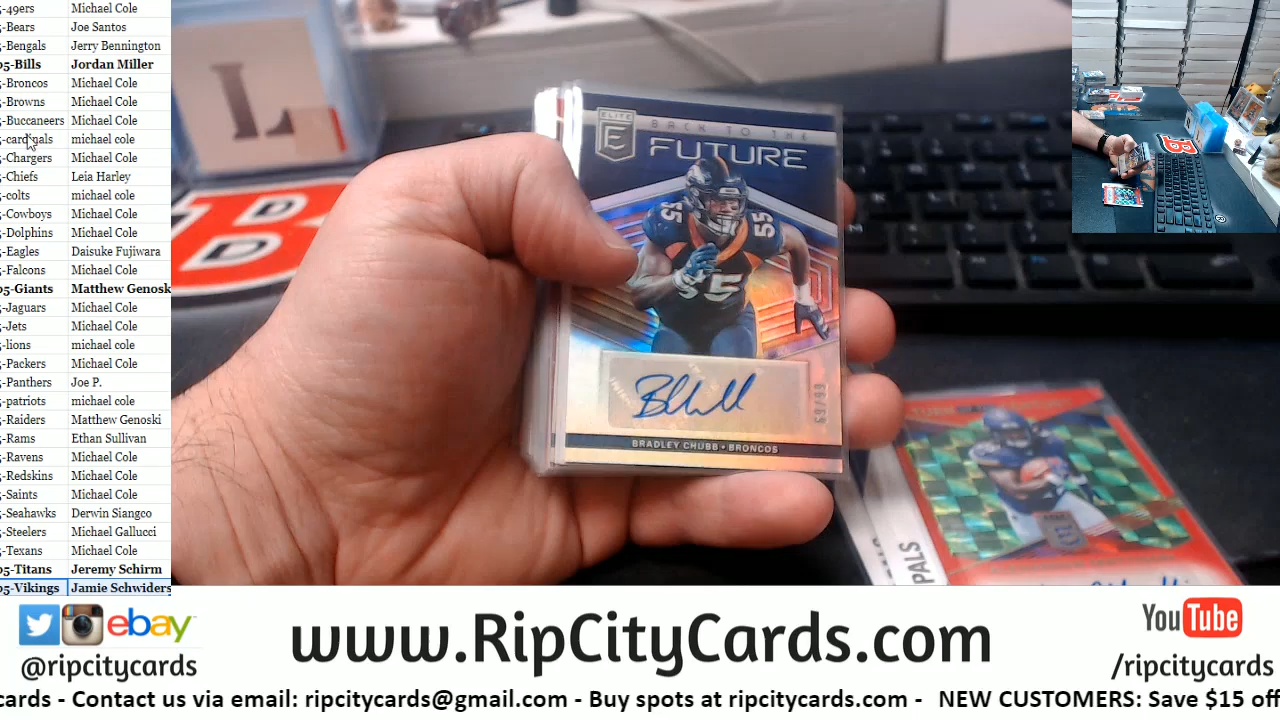 -49ers Michael Cole
-Bears Joe Santos
-Bengals Jerry Bennington
05-Bills Jordan Miller
-Broncos Michael Cole
-Browns Michael Cole
-Buccaneers Michael Cole
-cardinals michael cole
-Chargers Michael Cole
-Chiefs Leia Harley
-colts michael cole
-Cowboys Michael Cole
-Dolphins Michael Cole
-Eagles Daisuke Fujiwara
-Falcons Michael Cole
05-Giants Matthew Genosk
-Jaguars Michael Cole
-Jets Michael Cole
-lions michael cole
-Packers Michael Cole
-Panthers Joe P.
-patriots michael cole
-Raiders Matthew Genoski
-Rams Ethan Sullivan
-Ravens Michael Cole
-Redskins Michael Cole
-Saints Michael Cole
-Seahawks Derwin Siangco
-Steelers Michael Gallucci
-Texans Michael Cole
05-Titans Jeremy Schirm
05-Vikings Jamie Schwiders
L
B
ELITE
E
BACK TO THE
FUTURE
55
55
55
69/99
BRADLEY CHUBB • BRONCOS
PALS
ebay
@ripcitycards
www.RipCityCards.com
YouTube
/ripcitycards
cards - Contact us via email: ripcitycards@gmail.com - Buy spots at ripcitycards.com - NEW CUSTOMERS: Save $15 off